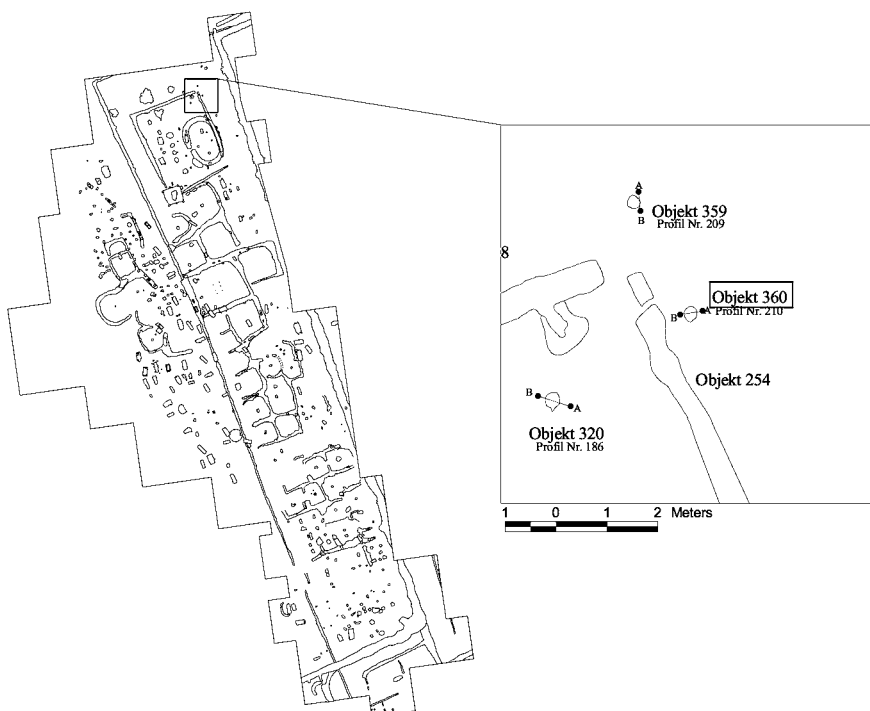 A
Objekt 359
B
Profil Nr. 209
8
Objekt 360
B
A
Profil Nr. 210
Objekt 254
B
A
Objekt 320
Profil Nr. 186
1 0 1 2 Meters